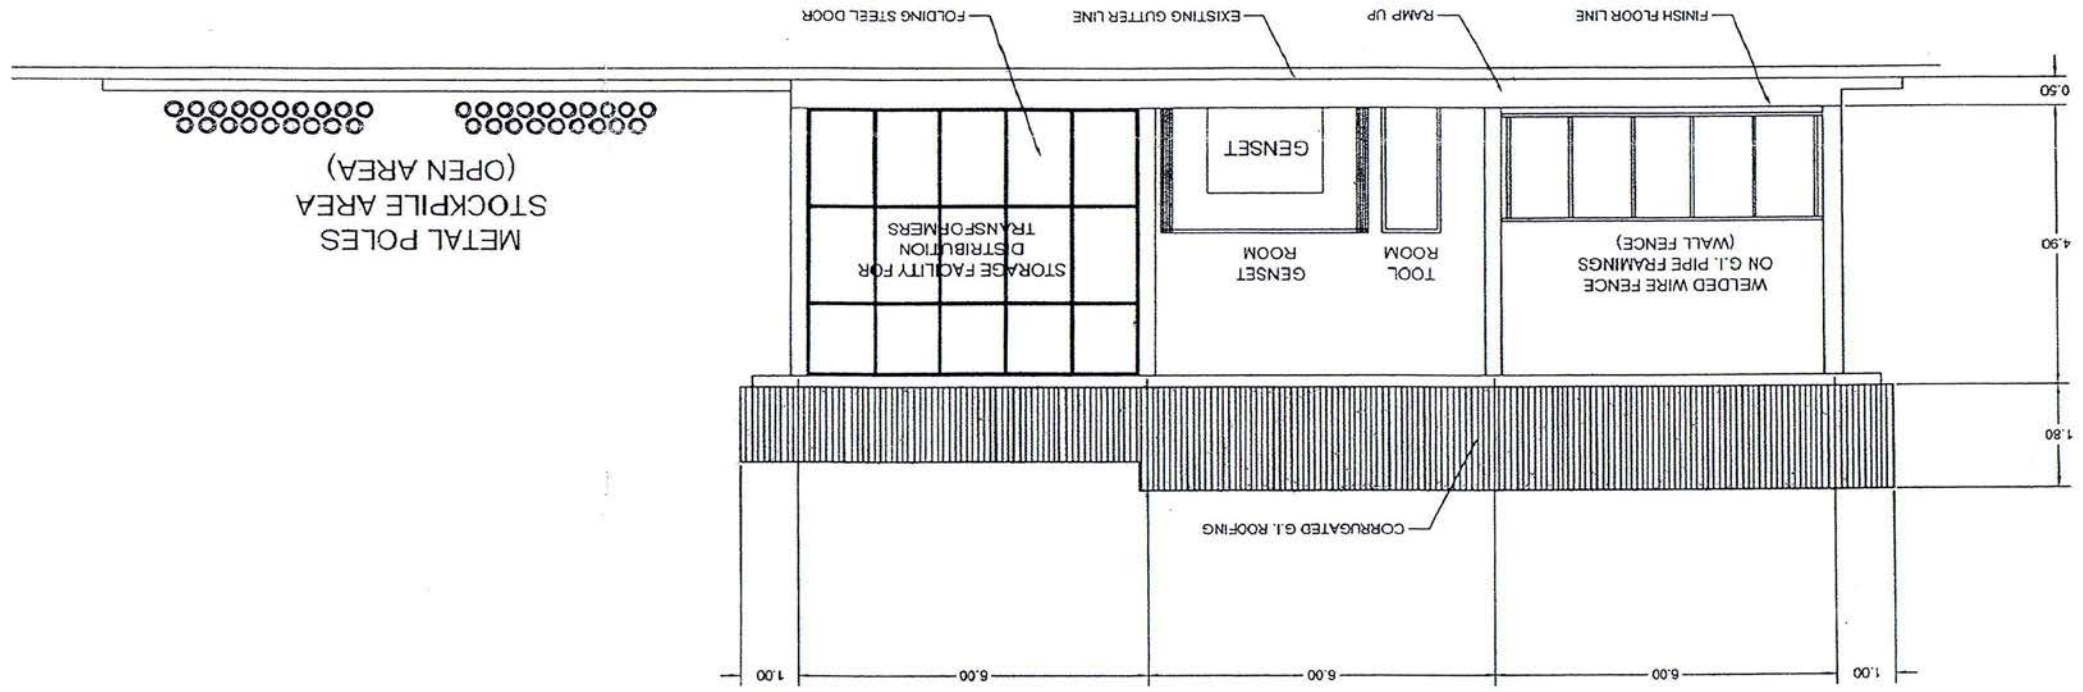 1.00
6.00
6.00
6.00
1.00
CORRUGATED G.I. ROOFING
1.80
4.90
0.50
WELDED WIRE FENCE
ON G.I. PIPE FRAMINGS
(WALL FENCE)
TOOL
ROOM
GENSET
ROOM
GENSET
STORAGE FACILITY FOR
DISTRIBUTION
TRANSFORMERS
METAL POLES
STOCKPILE AREA
(OPEN AREA)
FINISH FLOOR LINE
RAMP UP
EXISTING GUTTER LINE
FOLDING STEEL DOOR